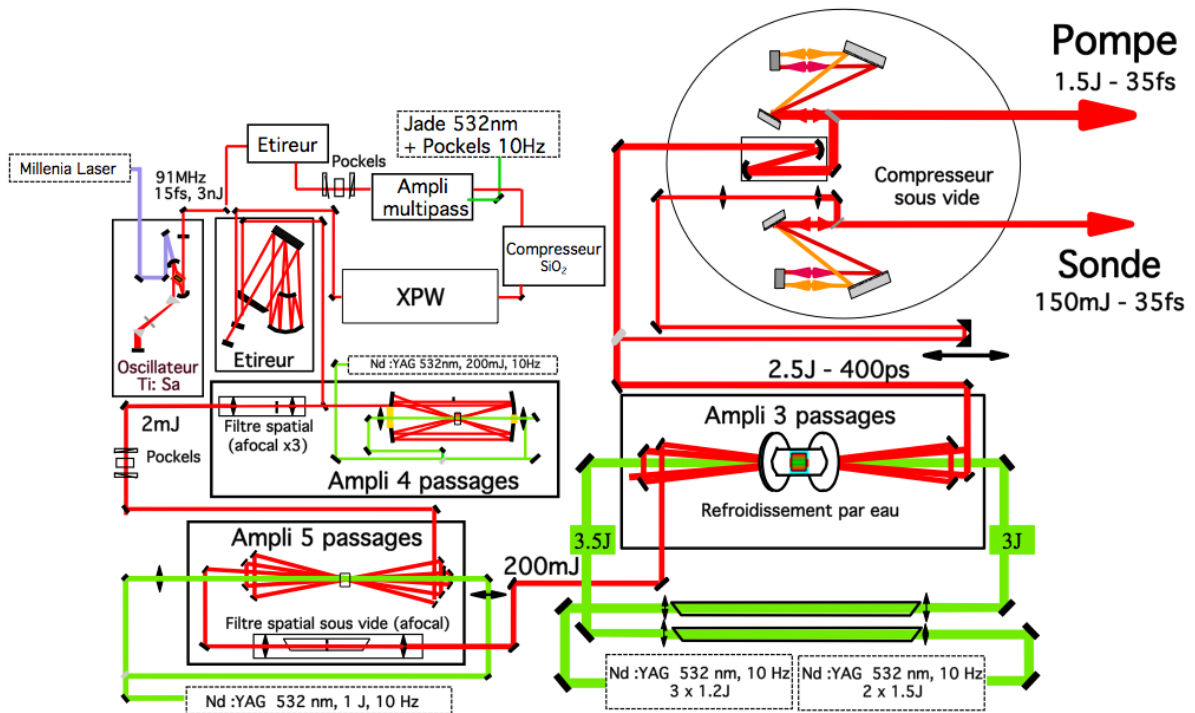 Pompe
1.5J - 35fs
Jade 532nm
+ Pockels 10Hz
Etireur
Millenia Laser
Pockels
91MHz
15fs, 3nJ
Ampli
multipass
Compresseur
sous vide
Compresseur
SiO₂
Sonde
150mJ - 35fs
XPW
Oscillateur
Ti: Sa
Etireur
Nd :YAG 532nm, 200mJ, 10Hz
2.5J - 400ps
2mJ
Filtre spatial
(afocal x3)
Ampli 3 passages
Pockels
Ampli 4 passages
Refroidissement par eau
Ampli 5 passages
3.5J
3J
200mJ
Filtre spatial sous vide (afocal)
Nd :YAG 532 nm, 10 Hz
3 x 1.2J
Nd :YAG 532 nm, 10 Hz
2 x 1.5J
Nd :YAG 532 nm, 1 J, 10 Hz